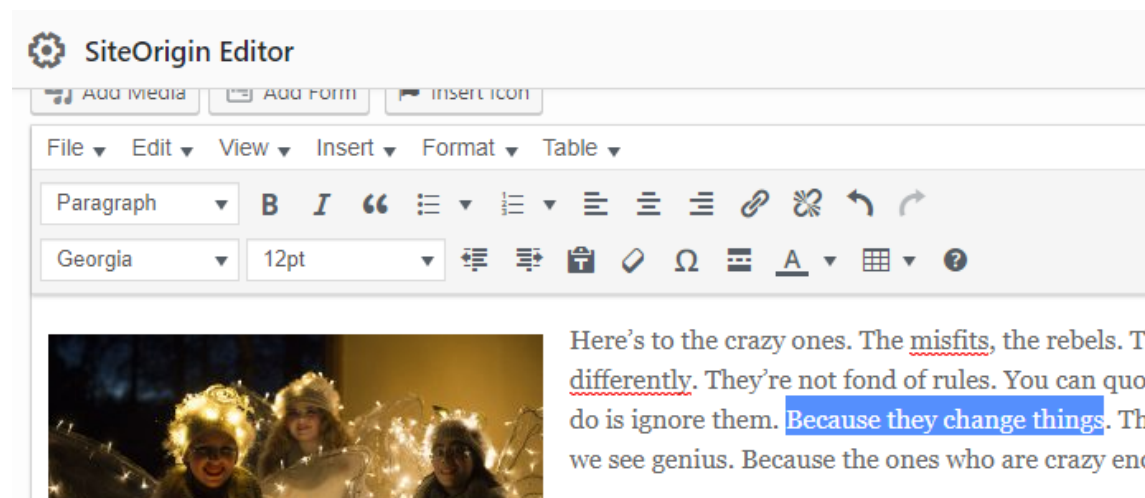 SiteOrigin Editor
Add Media Add Form Insert Icon
File Edit View Insert Format Table
Paragraph B I
Georgia 12pt Ω A ?
Here’s to the crazy ones. The misfits, the rebels. T
differently. They’re not fond of rules. You can quo
do is ignore them. Because they change things. Th
we see genius. Because the ones who are crazy eno